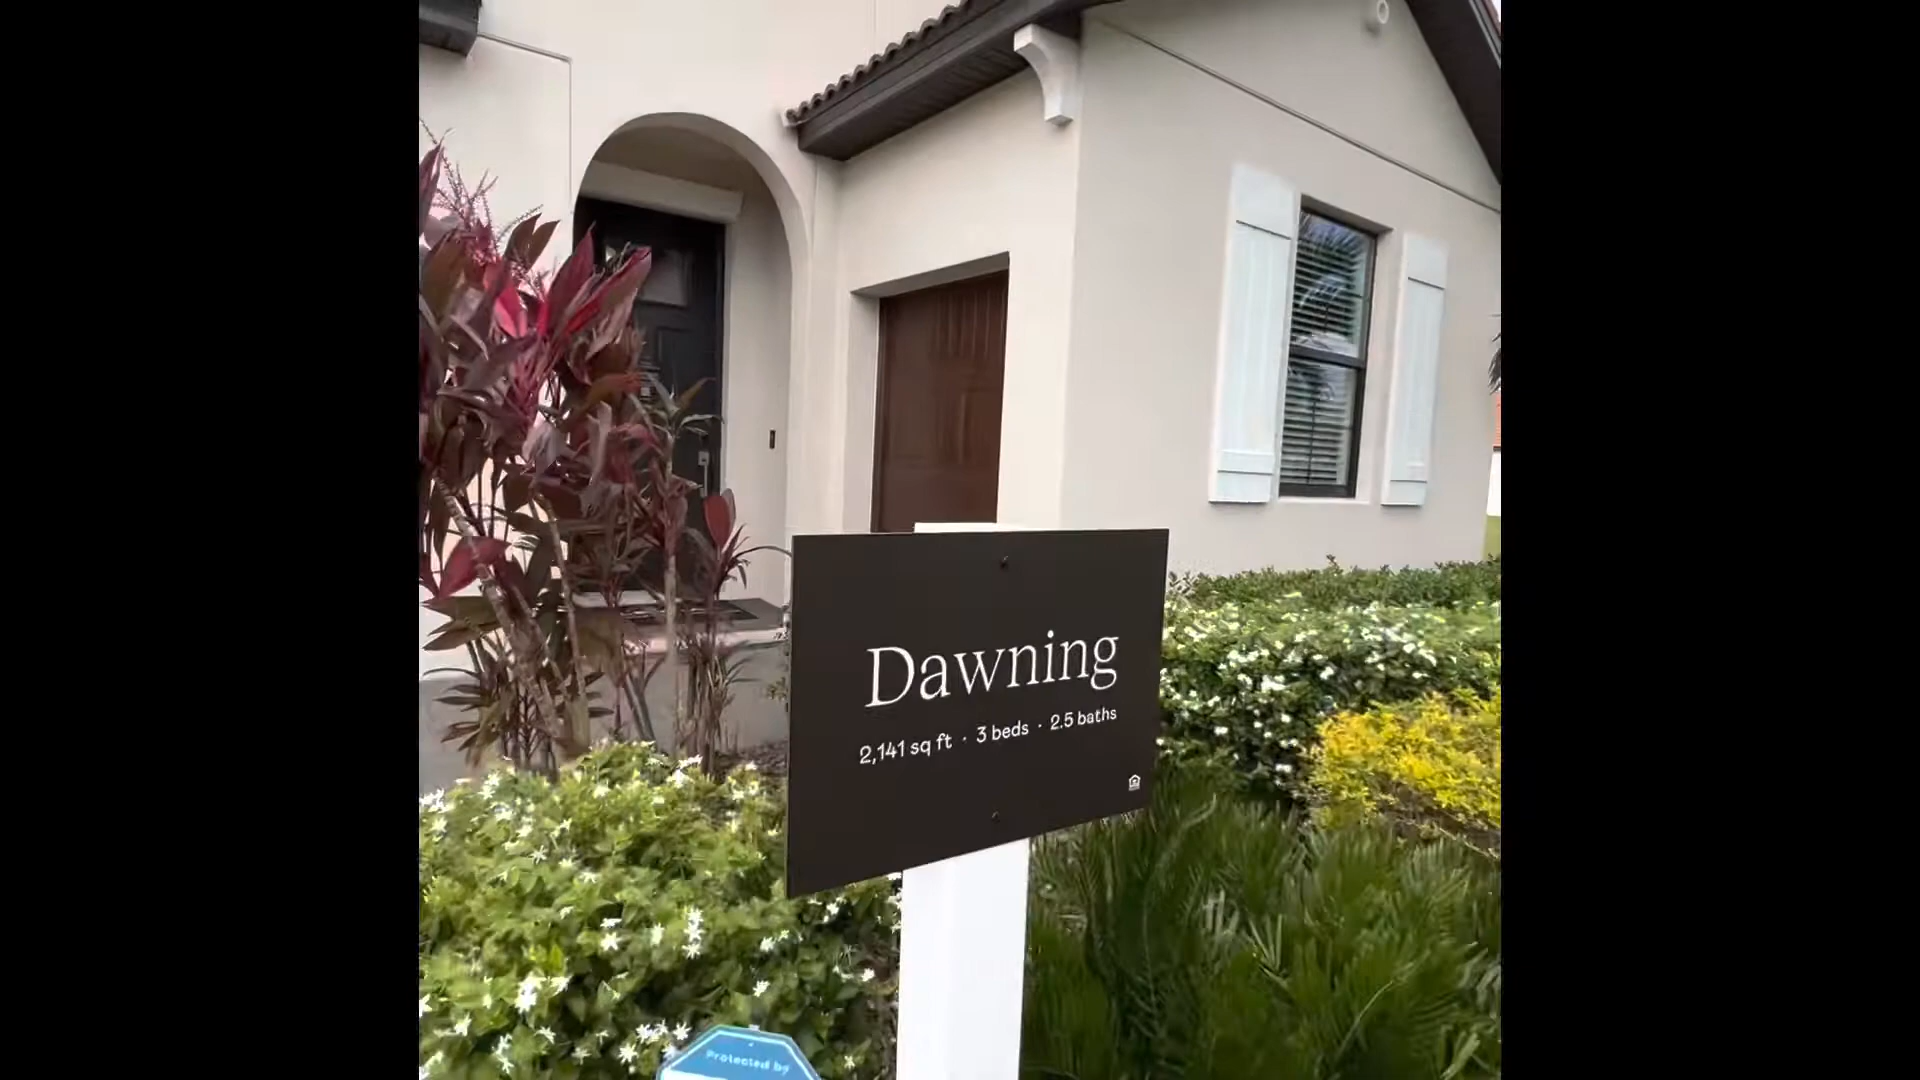 Dawning
2,141 sq ft · 3 beds · 2.5 baths
Protected by